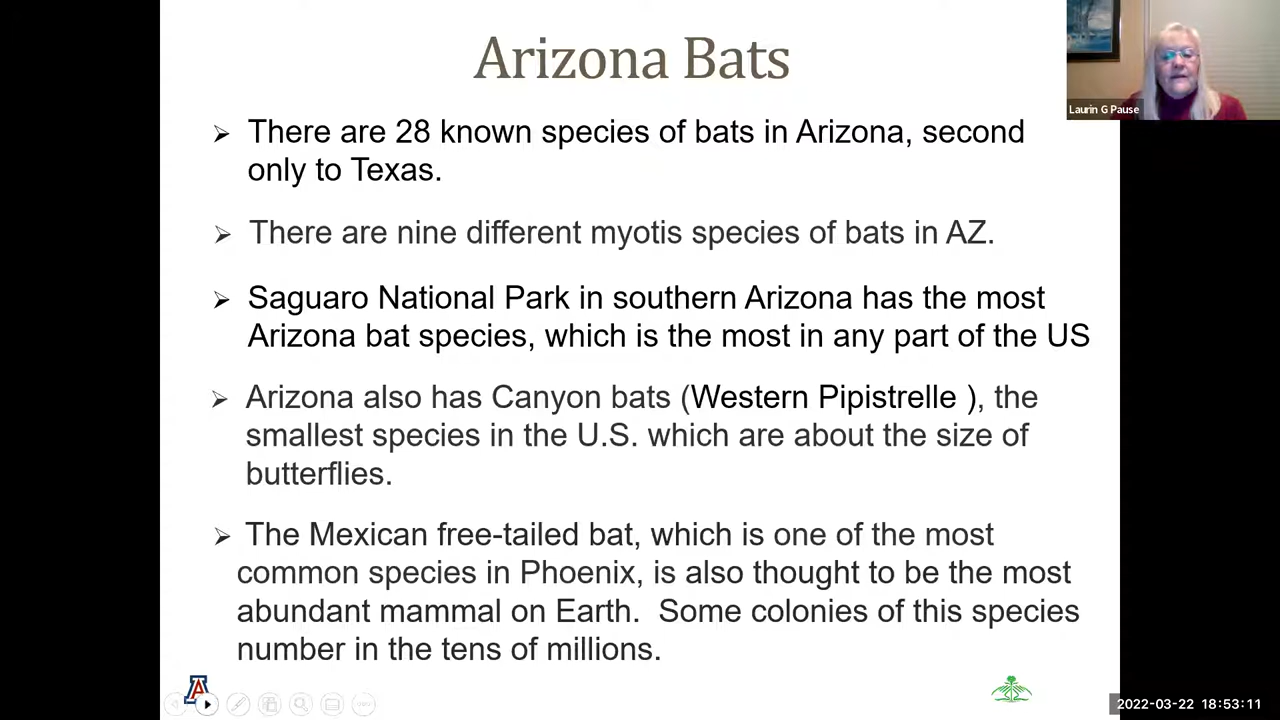 Arizona Bats
Laurin G Pause
➢ There are 28 known species of bats in Arizona, second
only to Texas.
➢ There are nine different myotis species of bats in AZ.
➢ Saguaro National Park in southern Arizona has the most
Arizona bat species, which is the most in any part of the US
➢ Arizona also has Canyon bats (Western Pipistrelle ), the
smallest species in the U.S. which are about the size of
butterflies.
➢ The Mexican free-tailed bat, which is one of the most
common species in Phoenix, is also thought to be the most
abundant mammal on Earth.  Some colonies of this species
number in the tens of millions.
A
2022-03-22 18:53:11